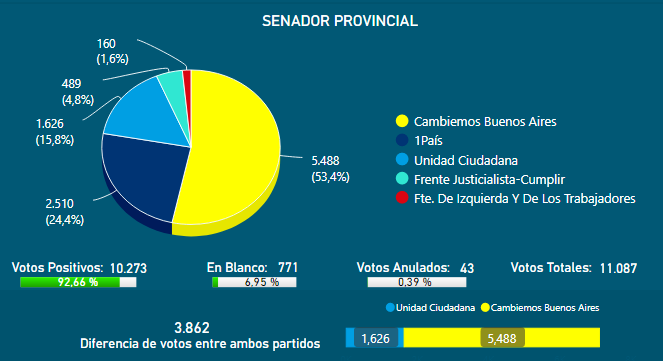 SENADOR PROVINCIAL
160
(1,6%)
489
(4,8%)
1.626
(15,8%)
2.510
(24,4%)
5.488
(53,4%)
Cambiemos Buenos Aires
1País
Unidad Ciudadana
Frente Justicialista-Cumplir
Fte. De Izquierda Y De Los Trabajadores
Votos Positivos: 10.273
92,66 %
En Blanco: 771
6,95 %
Votos Anulados: 43
0,39 %
Votos Totales: 11.087
3.862
Diferencia de votos entre ambos partidos
Unidad Ciudadana Cambiemos Buenos Aires
1,626 5,488